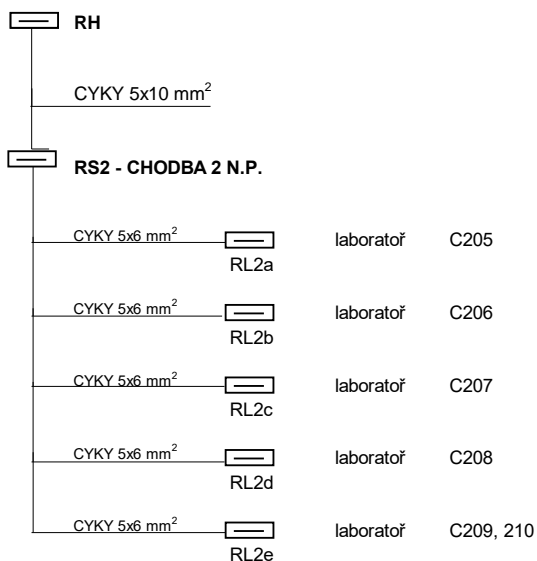 RH
CYKY 5x10 mm²
RS2 - CHODBA 2 N.P.
CYKY 5x6 mm² laboratoř C205
RL2a
CYKY 5x6 mm² laboratoř C206
RL2b
CYKY 5x6 mm² laboratoř C207
RL2c
CYKY 5x6 mm² laboratoř C208
RL2d
CYKY 5x6 mm² laboratoř C209, 210
RL2e